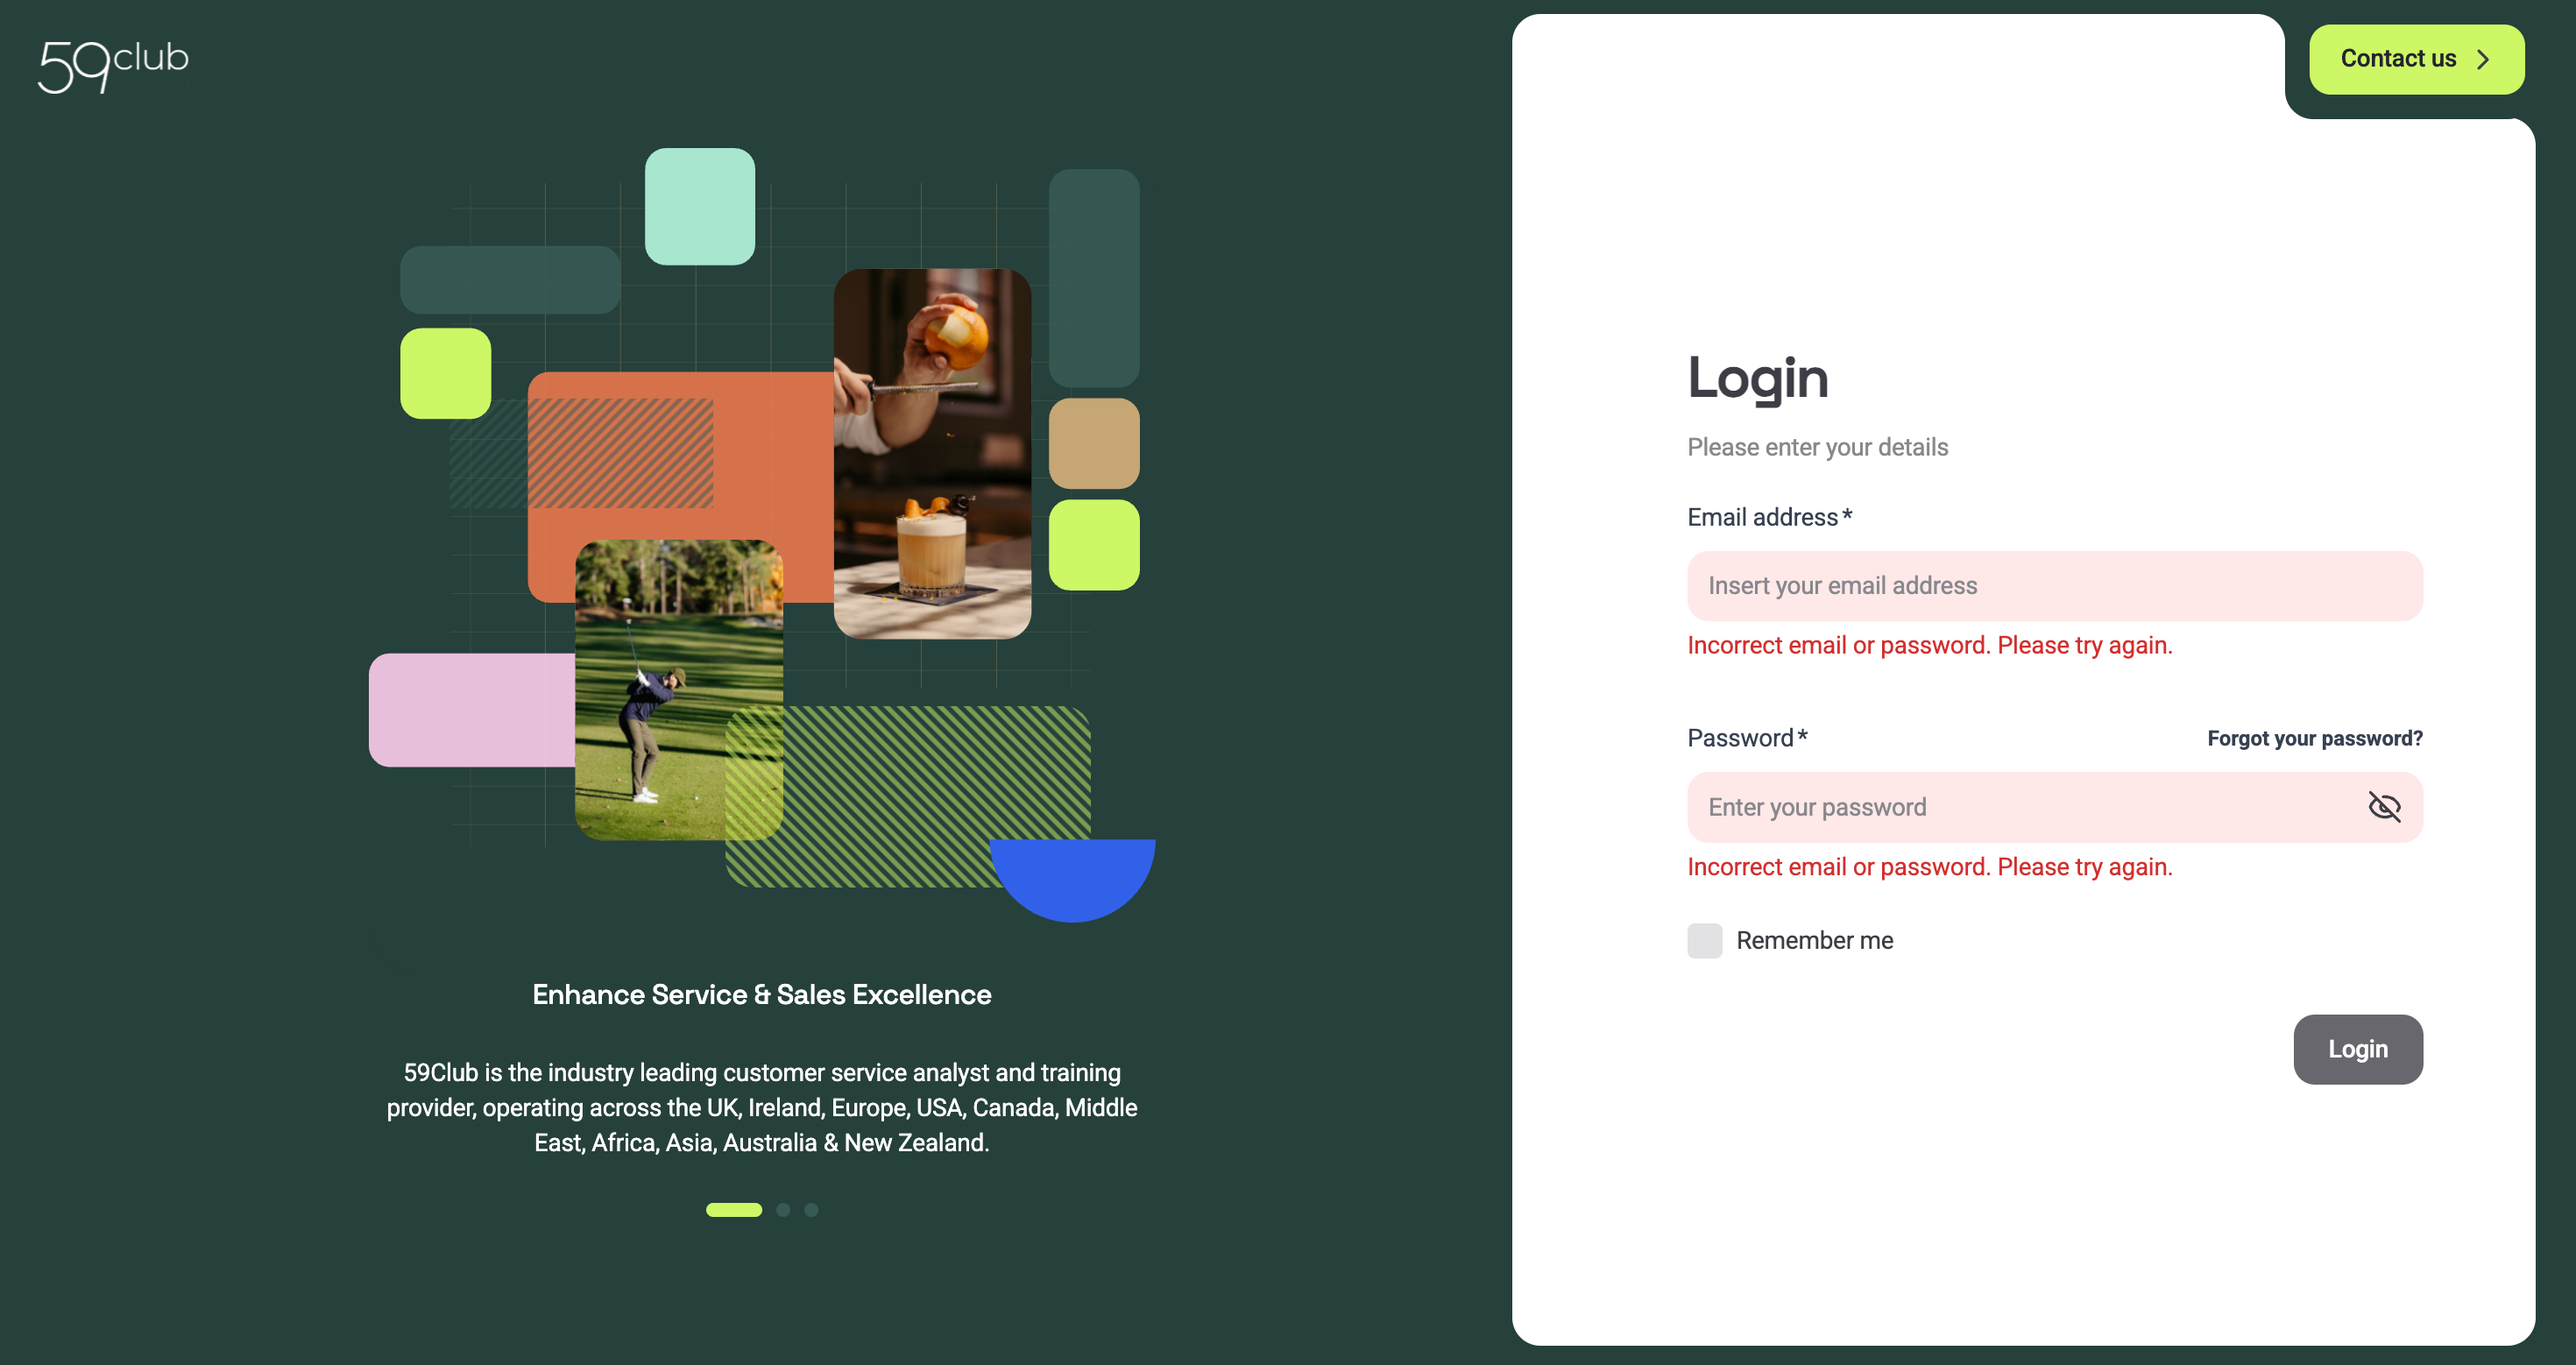 59club
Contact us
Enhance Service & Sales Excellence
59Club is the industry leading customer service analyst and training
provider, operating across the UK, Ireland, Europe, USA, Canada, Middle
East, Africa, Asia, Australia & New Zealand.
Login
Please enter your details
Email address*
Insert your email address
Incorrect email or password. Please try again.
Password*
Forgot your password?
Enter your password
Incorrect email or password. Please try again.
Remember me
Login